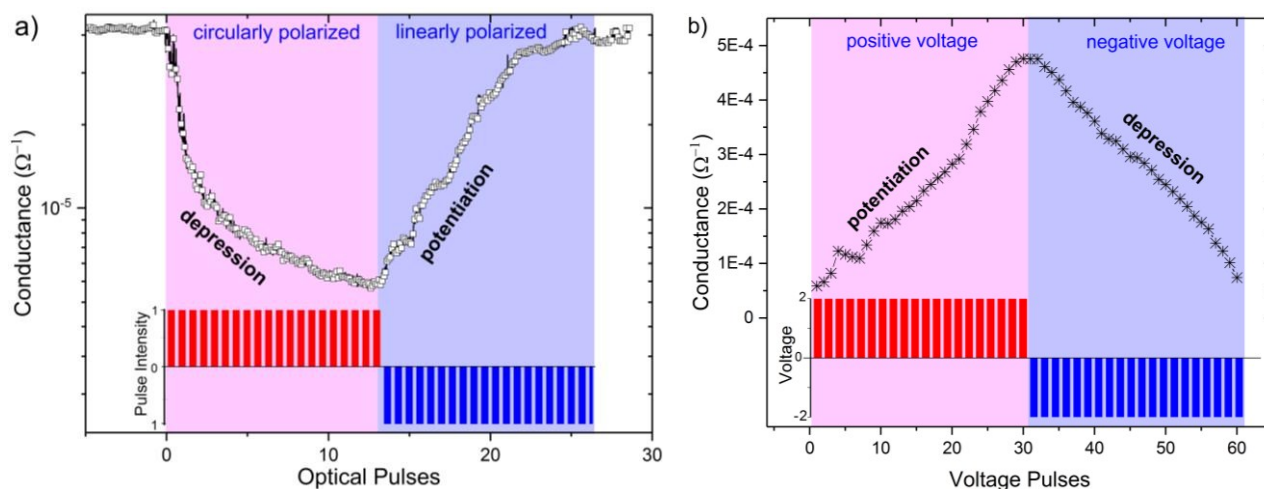 a)
circularly polarized
linearly polarized
depression
potentiation
Conductance (Ω⁻¹)
10⁻⁵
Pulse Intensity
1
0
1
0
10
20
30
Optical Pulses
b)
positive voltage
negative voltage
potentiation
depression
Conductance (Ω⁻¹)
5E-4
4E-4
3E-4
2E-4
1E-4
0
Voltage
2
0
-2
0
10
20
30
40
50
60
Voltage Pulses